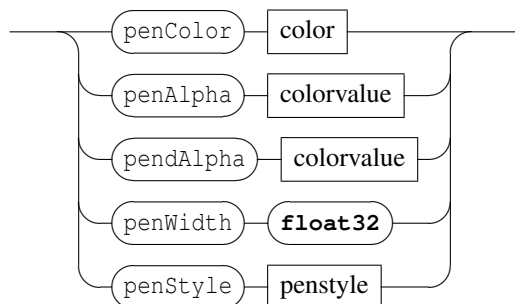 penColor color
penAlpha colorvalue
pendAlpha colorvalue
penWidth float32
penStyle penstyle